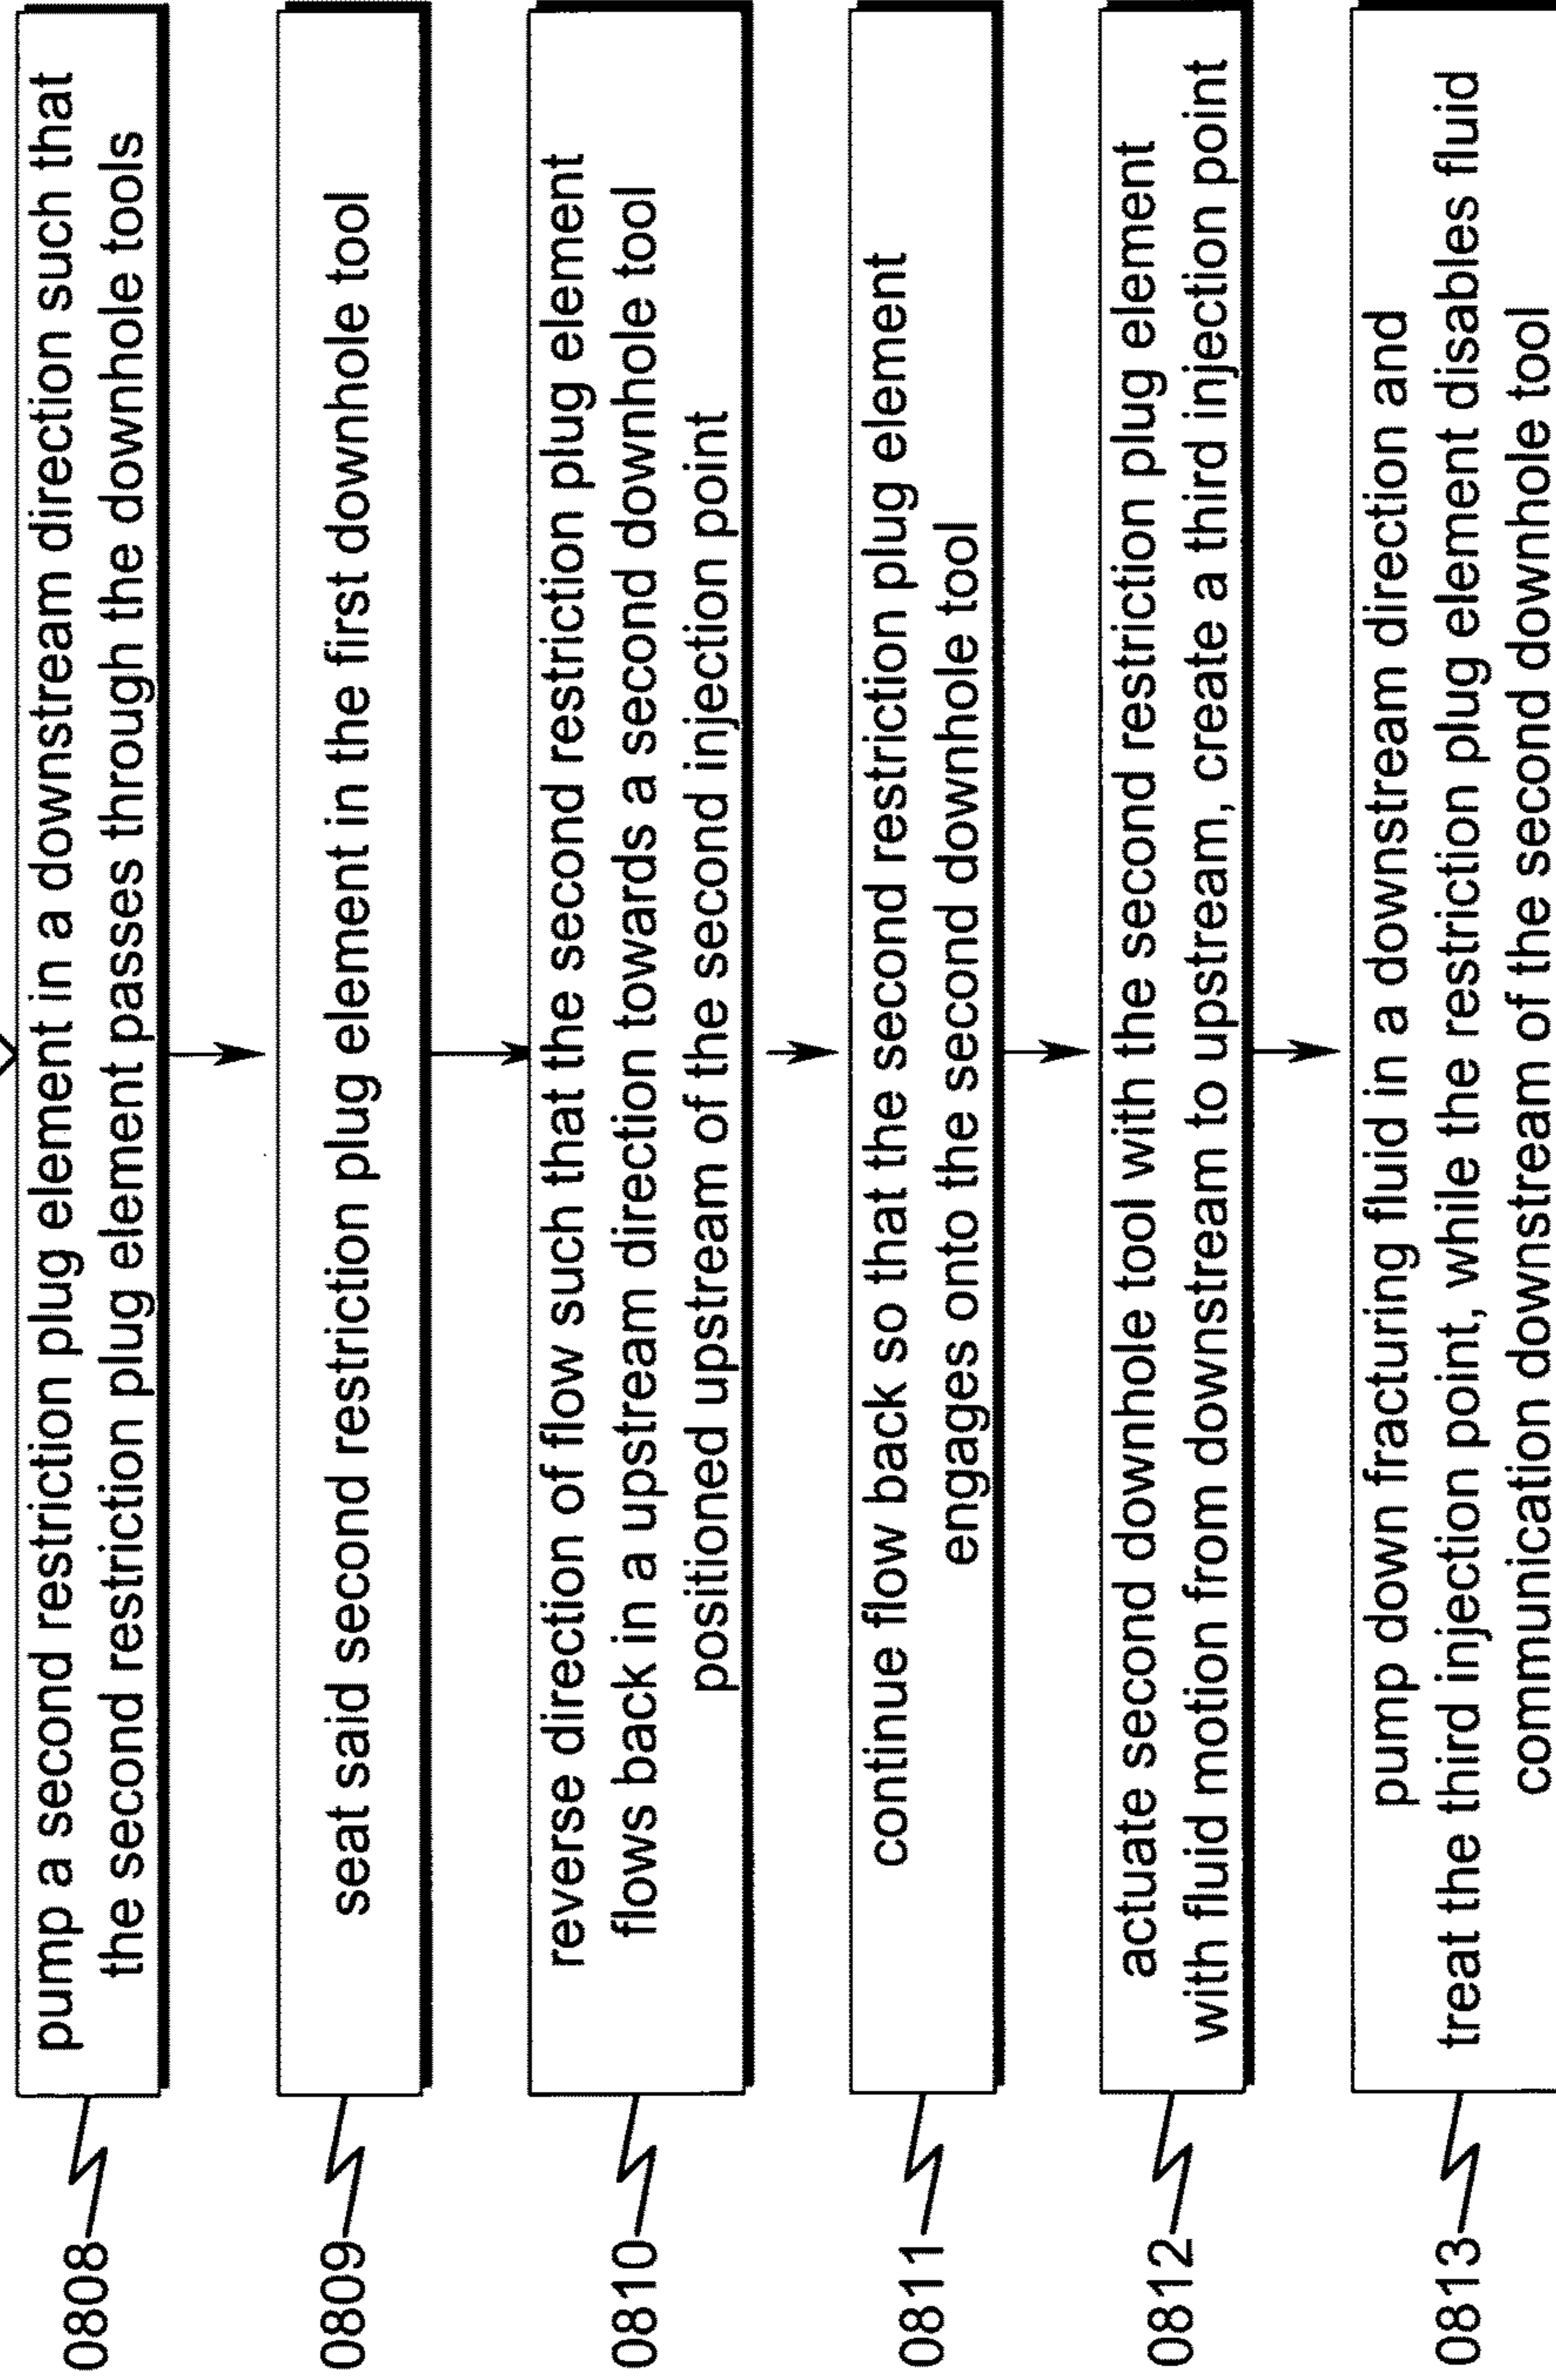 0808
pump a second restriction plug element in a downstream direction such that
the second restriction plug element passes through the downhole tools
0809
seat said second restriction plug element in the first downhole tool
0810
reverse direction of flow such that the second restriction plug element
flows back in a upstream direction towards a second downhole tool
positioned upstream of the second injection point
0811
continue flow back so that the second restriction plug element
engages onto the second downhole tool
0812
actuate second downhole tool with the second restriction plug element
with fluid motion from downstream to upstream, create a third injection point
0813
pump down fracturing fluid in a downstream direction and
treat the third injection point, while the restriction plug element disables fluid
communication downstream of the second downhole tool